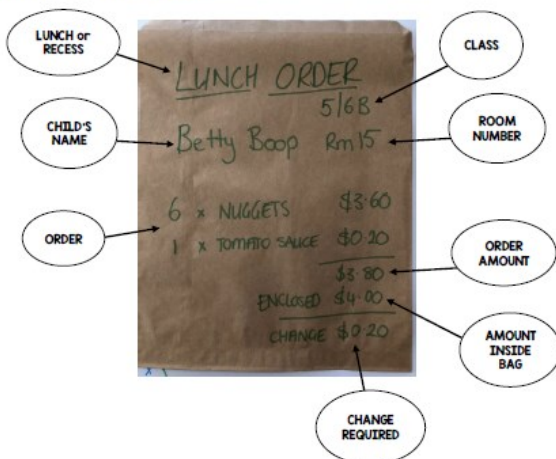 LUNCH or
RECESS
LUNCH ORDER
CLASS
5/6B
CHILD'S
NAME
Betty Boop Rm 15
ROOM
NUMBER
ORDER
6 x NUGGETS $3.60
1 x TOMATO SAUCE $0.20
$3.80
ORDER
AMOUNT
ENCLOSED $4.00
CHANGE $0.20
AMOUNT
INSIDE
BAG
CHANGE
REQUIRED